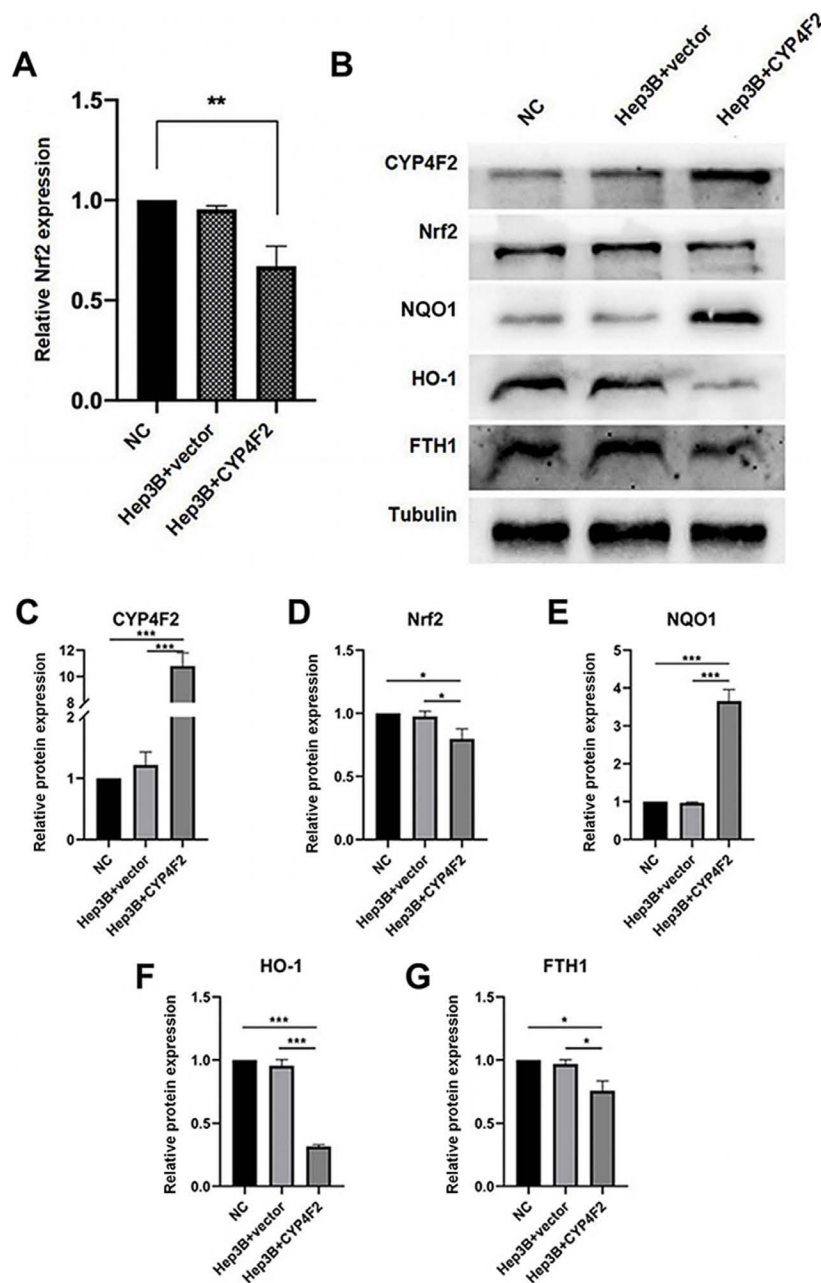 A
Relative Nrf2 expression
1.5
1.0
0.5
0.0
**
NC
Hep3B+vector
Hep3B+CYP4F2
B
NC
Hep3B+vector
Hep3B+CYP4F2
CYP4F2
Nrf2
NQO1
HO-1
FTH1
Tubulin
C
CYP4F2
Relative protein expression
12
10
8
2
1
0
***
***
NC
Hep3B+vector
Hep3B+CYP4F2
D
Nrf2
Relative protein expression
1.5
1.0
0.5
0.0
*
*
NC
Hep3B+vector
Hep3B+CYP4F2
E
NQO1
Relative protein expression
5
4
3
2
1
0
***
***
NC
Hep3B+vector
Hep3B+CYP4F2
F
HO-1
Relative protein expression
1.5
1.0
0.5
0.0
***
***
NC
Hep3B+vector
Hep3B+CYP4F2
G
FTH1
Relative protein expression
1.5
1.0
0.5
0.0
*
*
NC
Hep3B+vector
Hep3B+CYP4F2